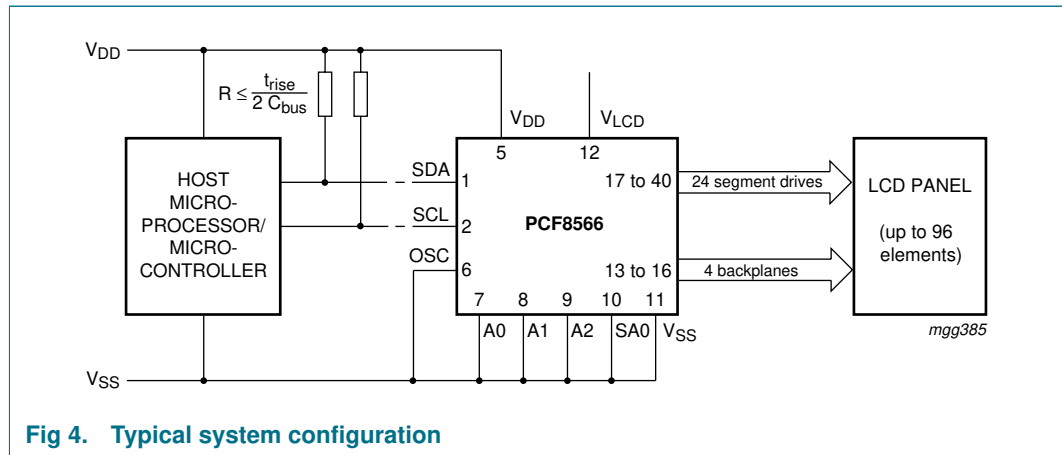 VDD
R ≤ trise
2 Cbus
VDD
VLCD
5
12
HOST
MICRO-
PROCESSOR/
MICRO-
CONTROLLER
SDA
1
SCL
2
OSC
6
PCF8566
17 to 40
13 to 16
24 segment drives
4 backplanes
LCD PANEL
(up to 96
elements)
7
8
9
10
11
A0
A1
A2
SA0
VSS
mgg385
VSS
Fig 4. Typical system configuration